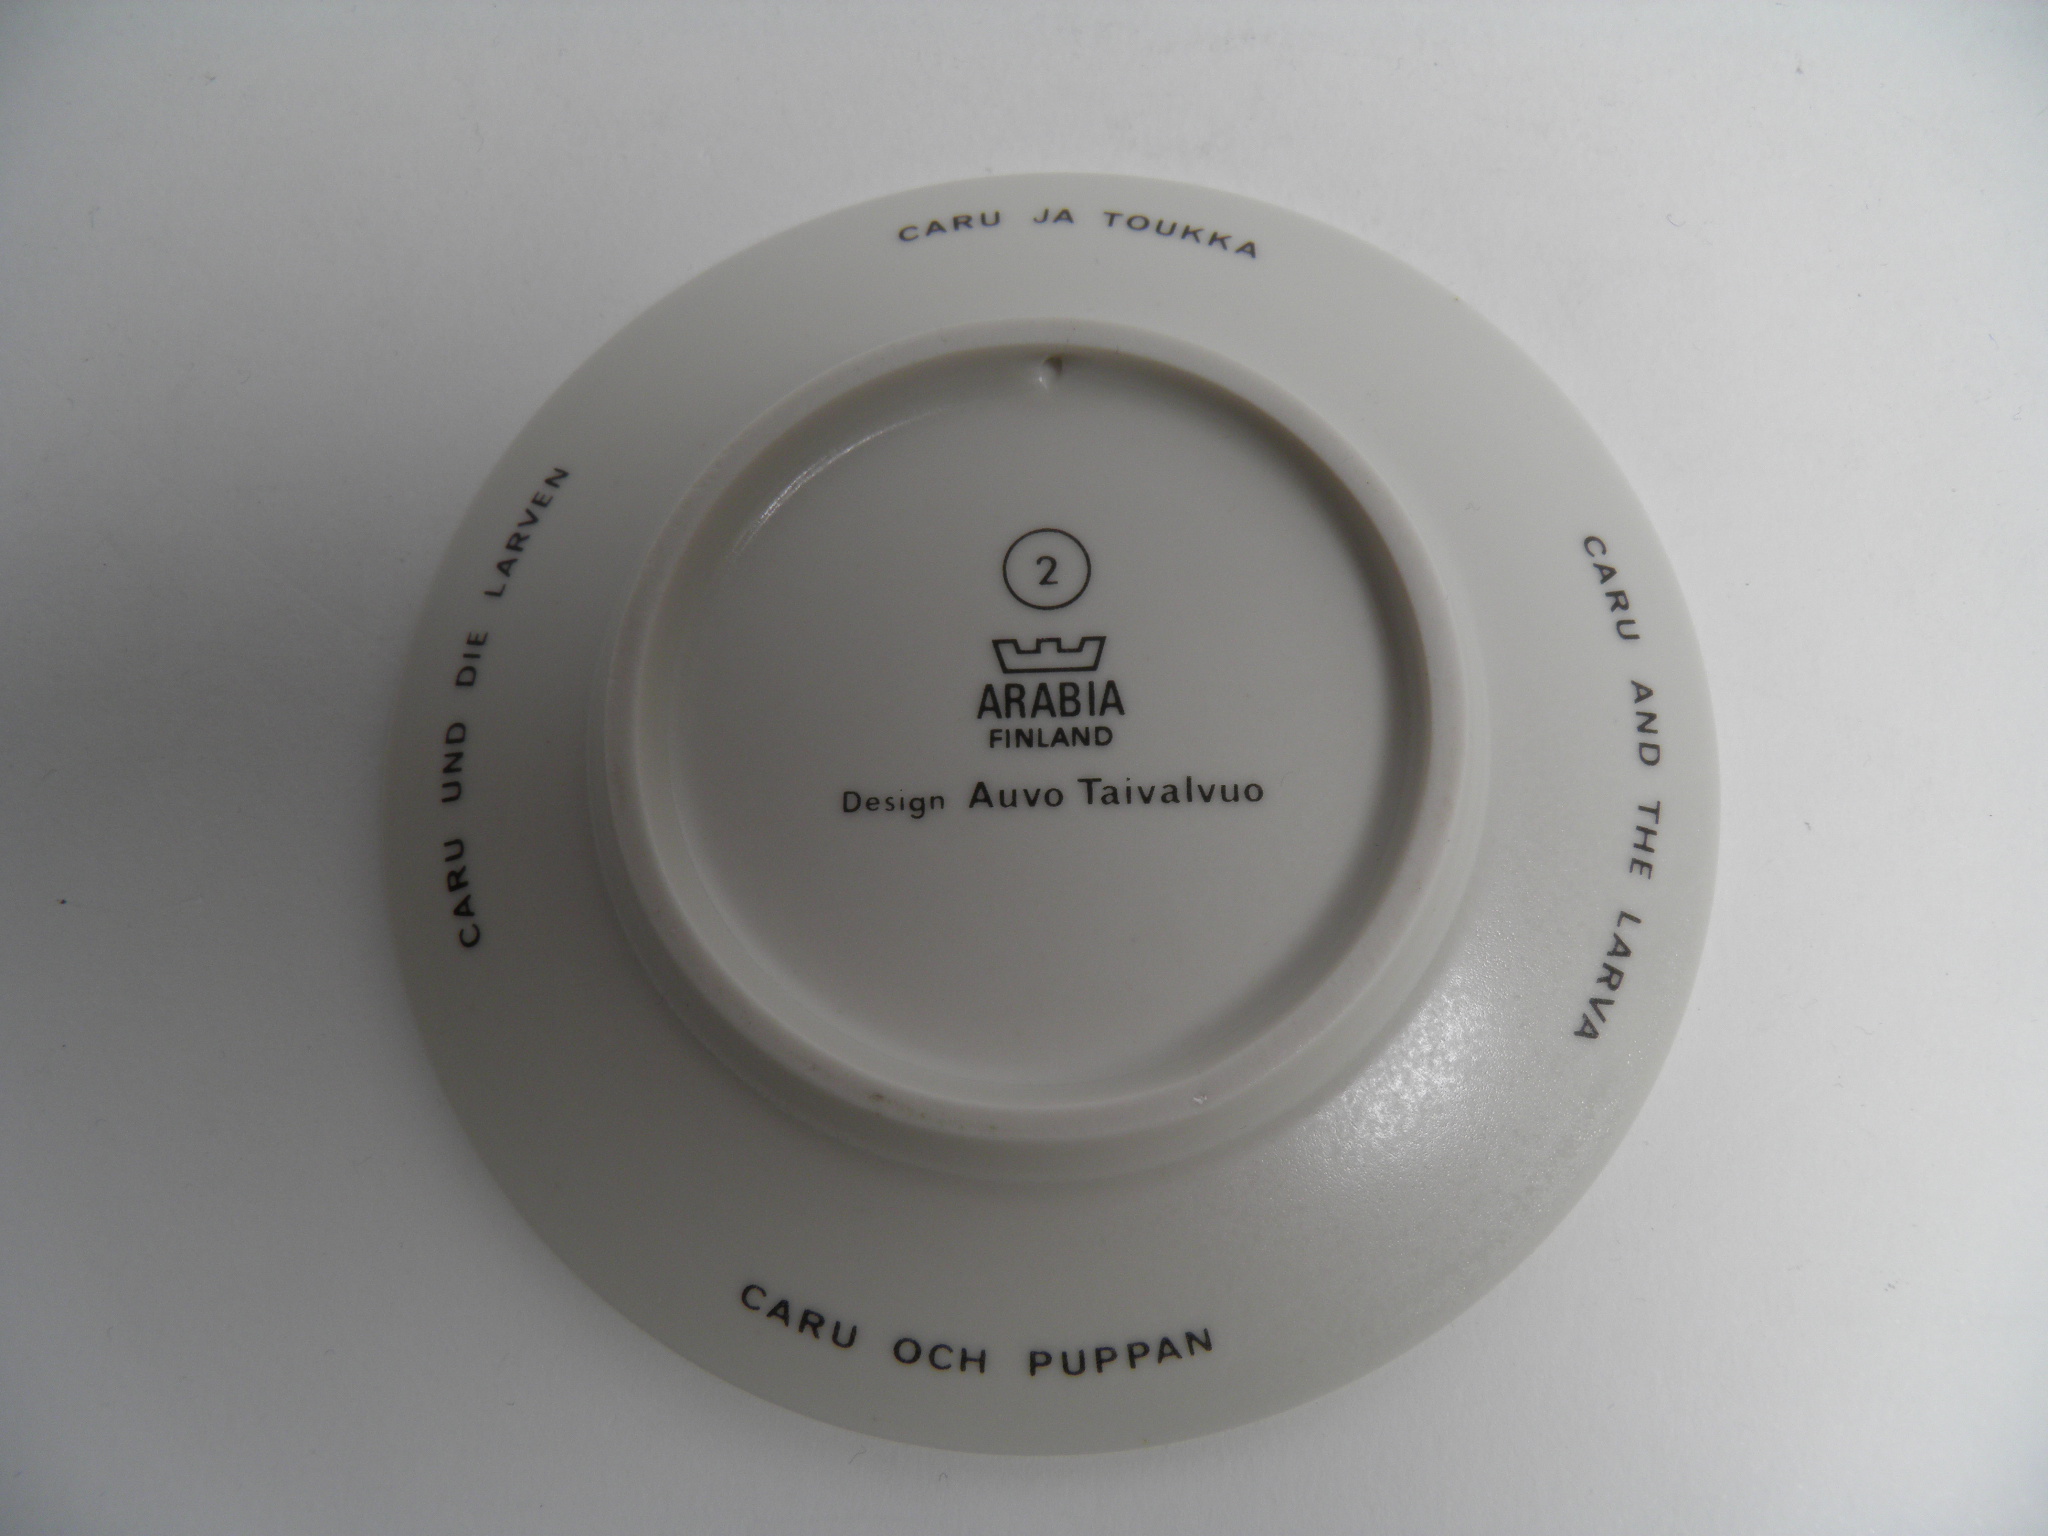 CARU JA TOUKKA
CARU AND THE LARVA
CARU OCH PUPPAN
CARU UND DIE LARVEN
2
ARABIA
FINLAND
Design Auvo Taivalvuo